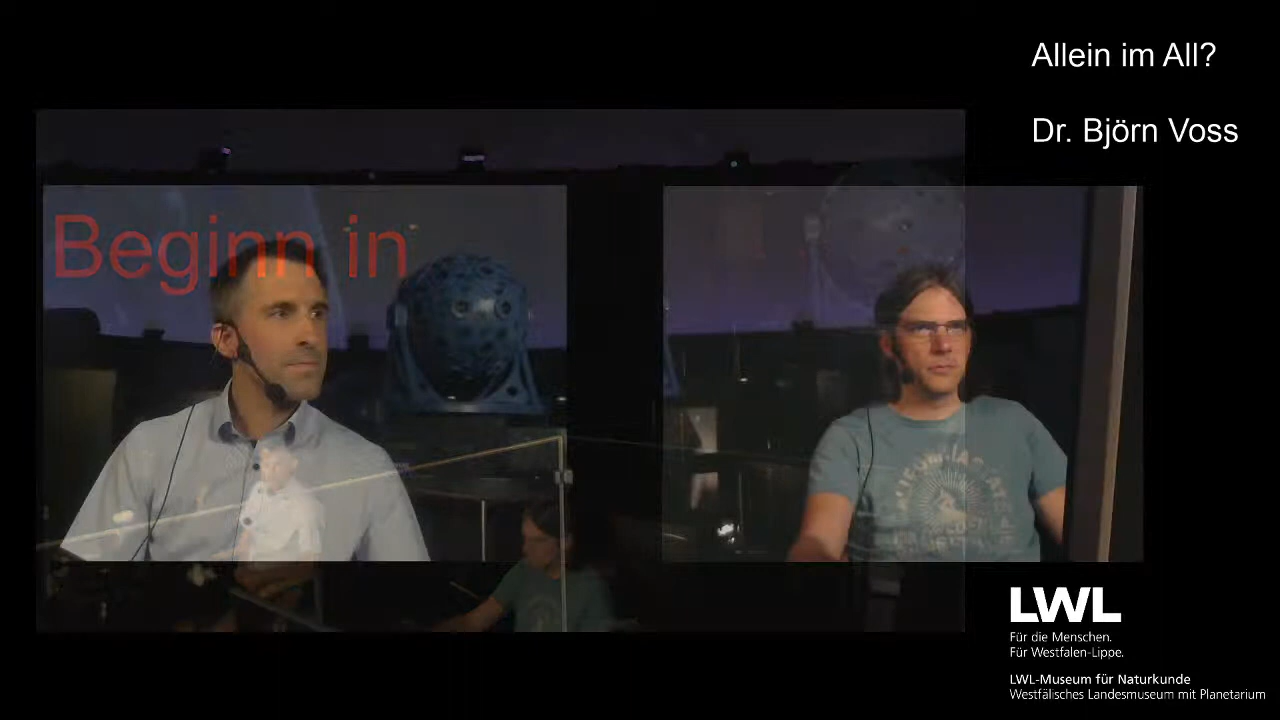 Allein im All?
Dr. Björn Voss
Beginn in
LWL
Für die Menschen.
Für Westfalen-Lippe.
LWL-Museum für Naturkunde
Westfälisches Landesmuseum mit Planetarium